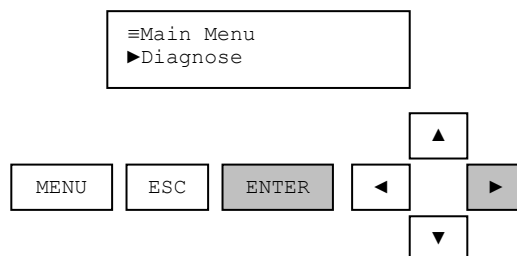 ≡Main Menu
►Diagnose
▲
MENU ESC ENTER ◄ ►
▼